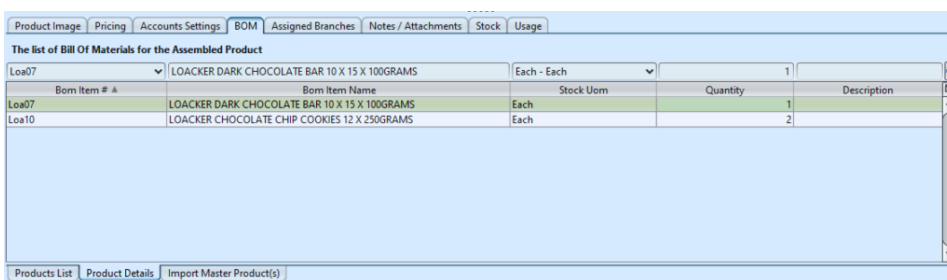 Product Image Pricing Accounts Settings BOM Assigned Branches Notes / Attachments Stock Usage
The list of Bill Of Materials for the Assembled Product
Loa07 LOACKER DARK CHOCOLATE BAR 10 X 15 X 100GRAMS Each - Each 1
Bom Item # Bom Item Name Stock Uom Quantity Description
Loa07 LOACKER DARK CHOCOLATE BAR 10 X 15 X 100GRAMS Each 1
Loa10 LOACKER CHOCOLATE CHIP COOKIES 12 X 250GRAMS Each 2
Products List Product Details Import Master Product(s)